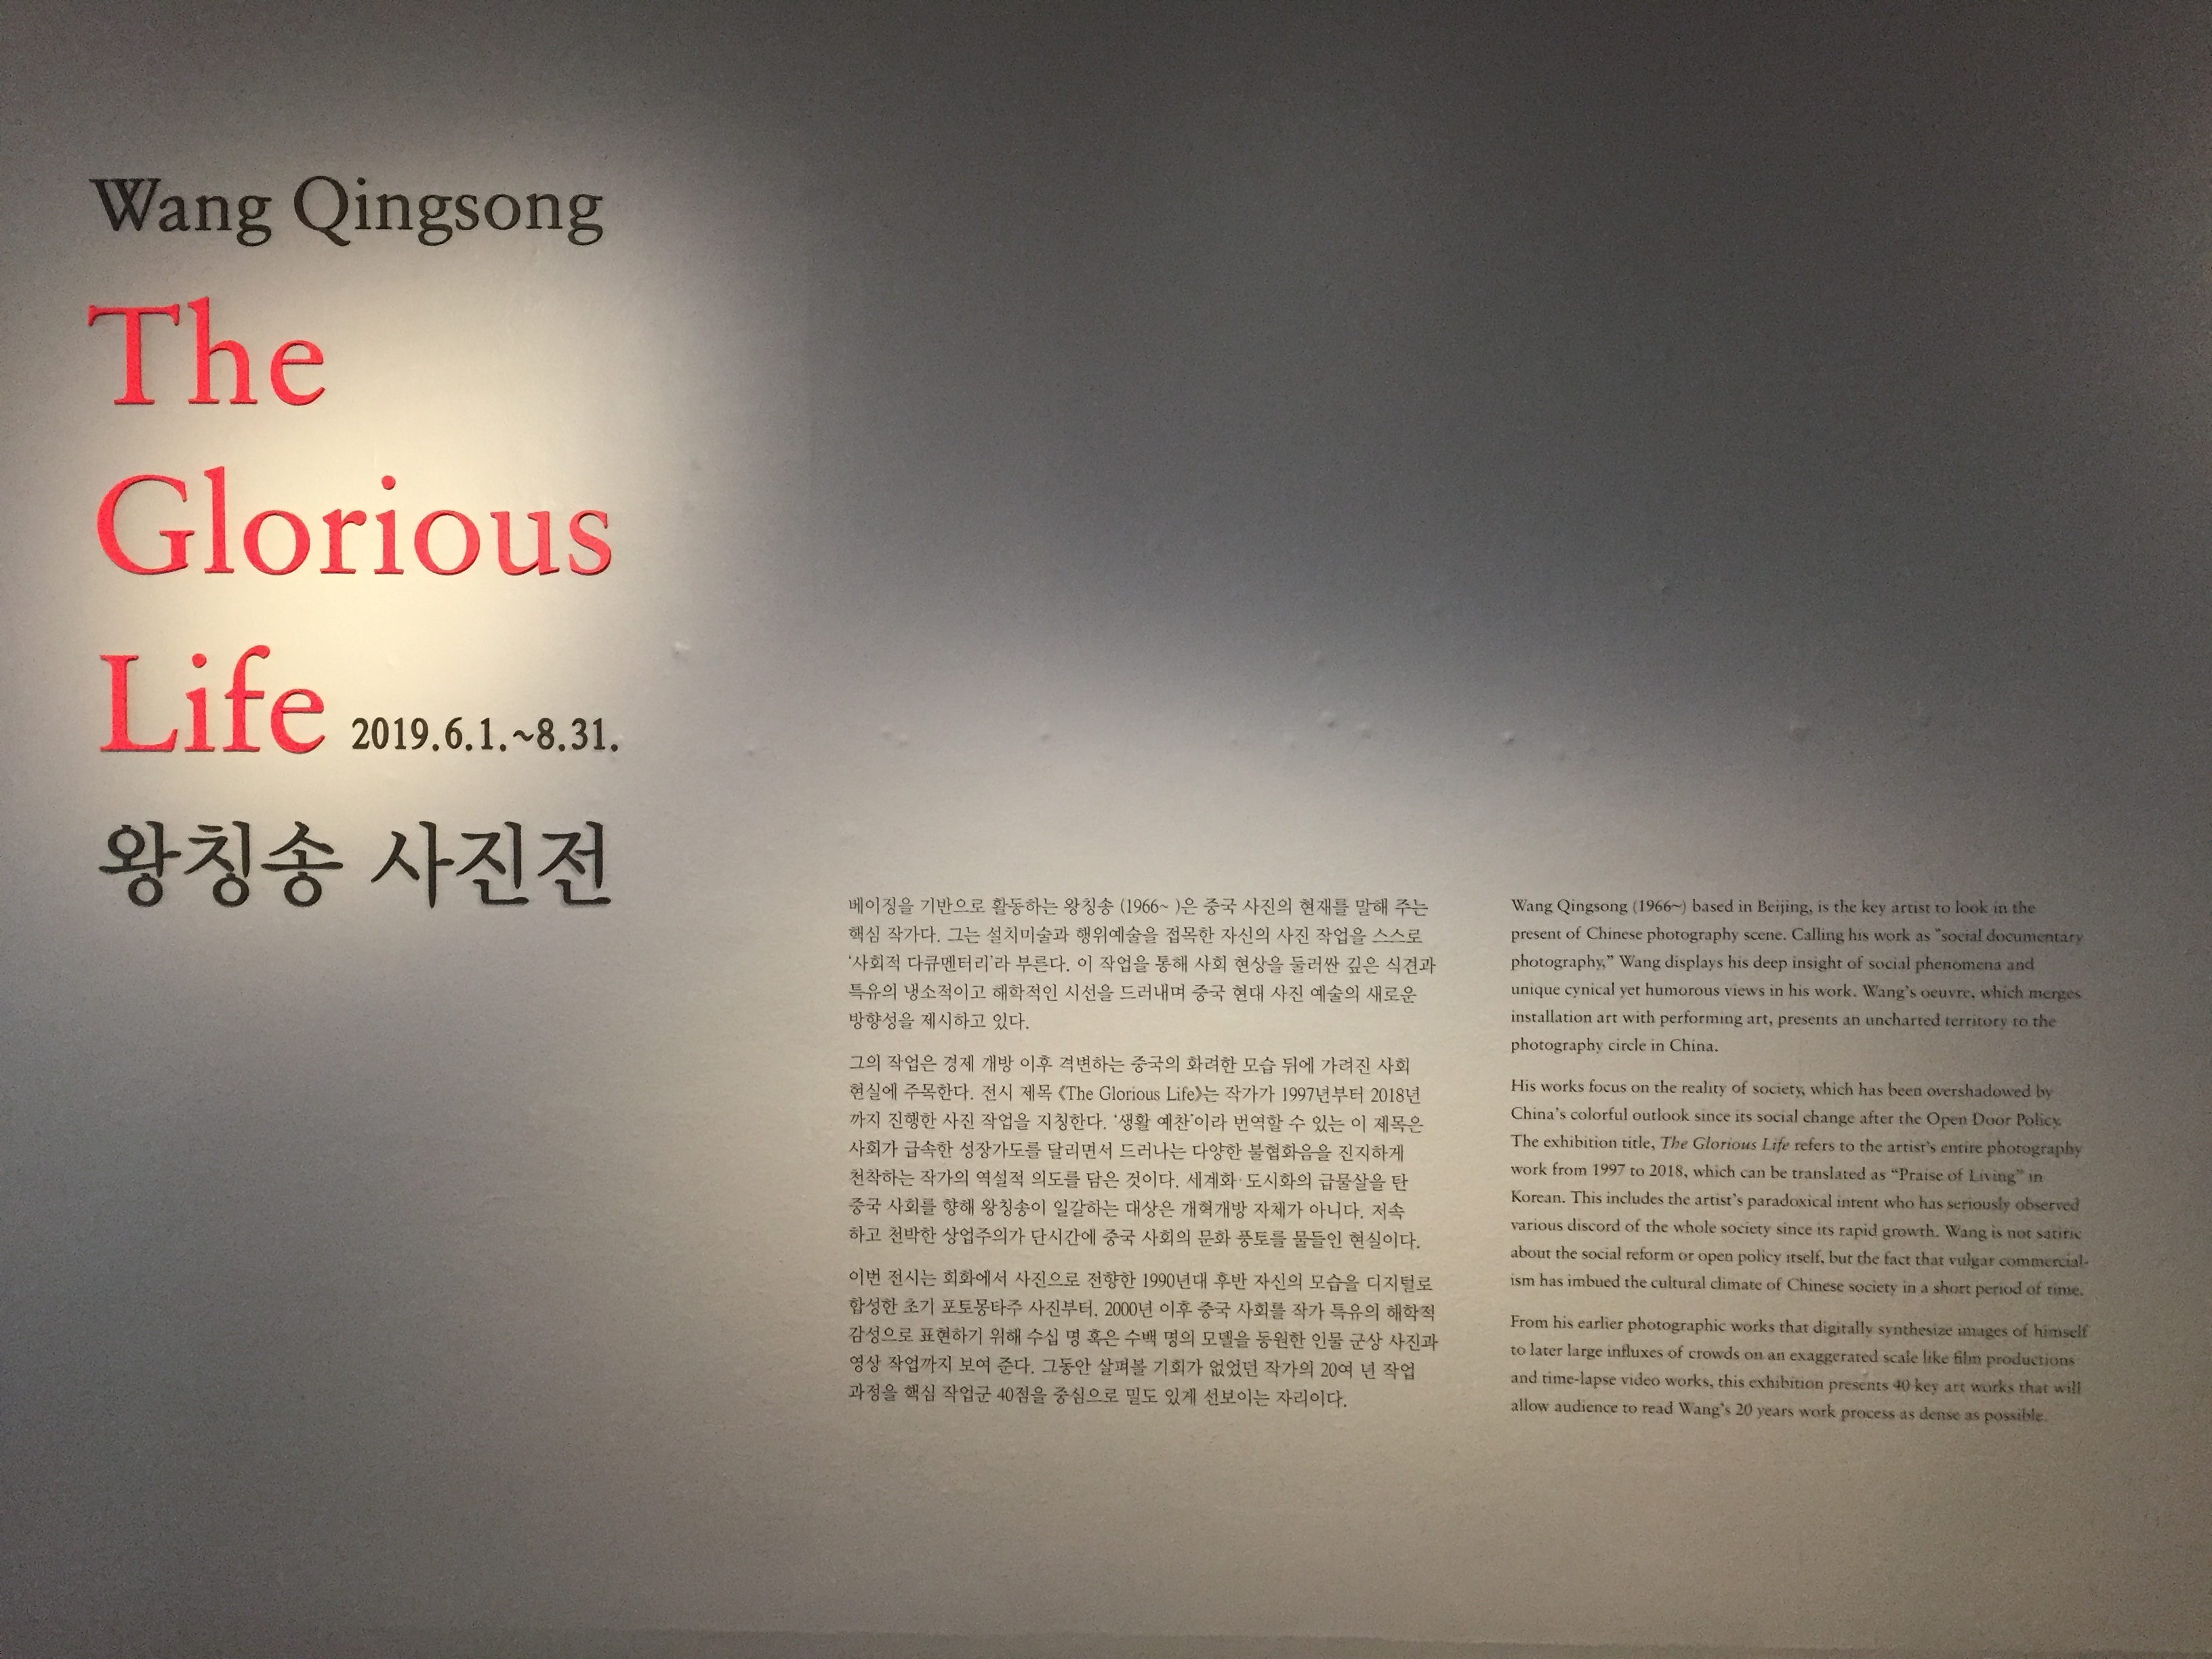 Wang Qingsong
The
Glorious
Life 2019.6.1.~8.31.
왕칭송 사진전
베이징을 기반으로 활동하는 왕칭송 (1966~ )은 중국 사진의 현재를 말해 주는
핵심 작가다. 그는 설치미술과 행위예술을 접목한 자신의 사진 작업을 스스로
‘사회적 다큐멘터리’라 부른다. 이 작업을 통해 사회 현상을 둘러싼 깊은 식견과
특유의 냉소적이고 해학적인 시선을 드러내며 중국 현대 사진 예술의 새로운
방향성을 제시하고 있다.
그의 작업은 경제 개방 이후 격변하는 중국의 화려한 모습 뒤에 가려진 사회
현실에 주목한다. 전시 제목 《The Glorious Life》는 작가가 1997년부터 2018년
까지 진행한 사진 작업을 지칭한다. ‘생활 예찬’이라 번역할 수 있는 이 제목은
사회가 급속한 성장가도를 달리면서 드러나는 다양한 불협화음을 진지하게
천착하는 작가의 역설적 의도를 담은 것이다. 세계화·도시화의 급물살을 탄
중국 사회를 향해 왕칭송이 일갈하는 대상은 개혁개방 자체가 아니다. 저속
하고 천박한 상업주의가 단시간에 중국 사회의 문화 풍토를 물들인 현실이다.
이번 전시는 회화에서 사진으로 전향한 1990년대 후반 자신의 모습을 디지털로
합성한 초기 포토몽타주 사진부터, 2000년 이후 중국 사회를 작가 특유의 해학적
감성으로 표현하기 위해 수십 명 혹은 수백 명의 모델을 동원한 인물 군상 사진과
영상 작업까지 보여 준다. 그동안 살펴볼 기회가 없었던 작가의 20여 년 작업
과정을 핵심 작업군 40점을 중심으로 밀도 있게 선보이는 자리이다.
Wang Qingsong (1966~) based in Beijing, is the key artist to look in the
present of Chinese photography scene. Calling his work as "social documentary
photography," Wang displays his deep insight of social phenomena and
unique cynical yet humorous views in his work. Wang's oeuvre, which merges
installation art with performing art, presents an uncharted territory to the
photography circle in China.
His works focus on the reality of society, which has been overshadowed by
China's colorful outlook since its social change after the Open Door Policy.
The exhibition title, The Glorious Life refers to the artist's entire photography
work from 1997 to 2018, which can be translated as “Praise of Living” in
Korean. This includes the artist's paradoxical intent who has seriously observed
various discord of the whole society since its rapid growth. Wang is not satiric
about the social reform or open policy itself, but the fact that vulgar commercial-
ism has imbued the cultural climate of Chinese society in a short period of time.
From his earlier photographic works that digitally synthesize images of himself
to later large influxes of crowds on an exaggerated scale like film productions
and time-lapse video works, this exhibition presents 40 key art works that will
allow audience to read Wang's 20 years work process as dense as possible.